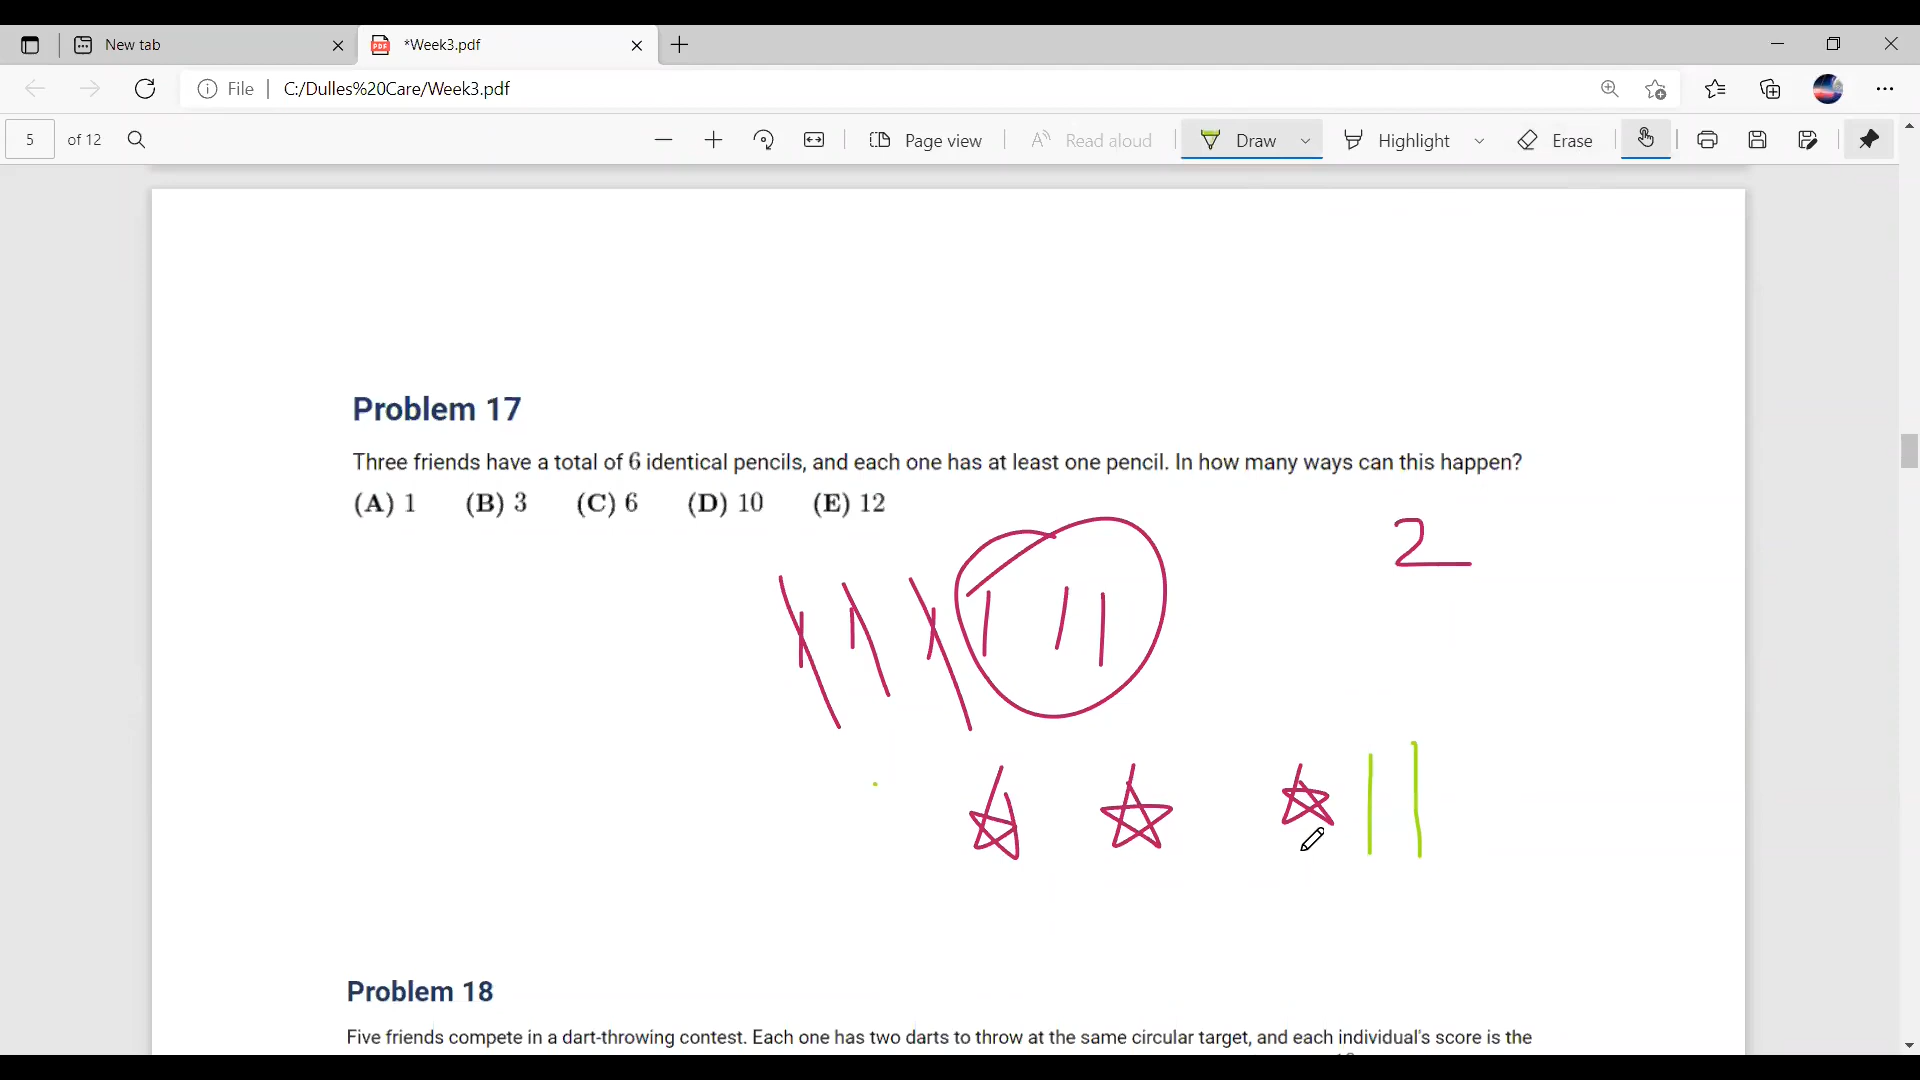 New tab
*Week3.pdf
File | C:/Dulles%20Care/Week3.pdf
5 of 12 Page view Read aloud Draw Highlight Erase
Problem 17
Three friends have a total of 6 identical pencils, and each one has at least one pencil. In how many ways can this happen?
(A) 1 (B) 3 (C) 6 (D) 10 (E) 12
2
Problem 18
Five friends compete in a dart-throwing contest. Each one has two darts to throw at the same circular target, and each individual's score is the